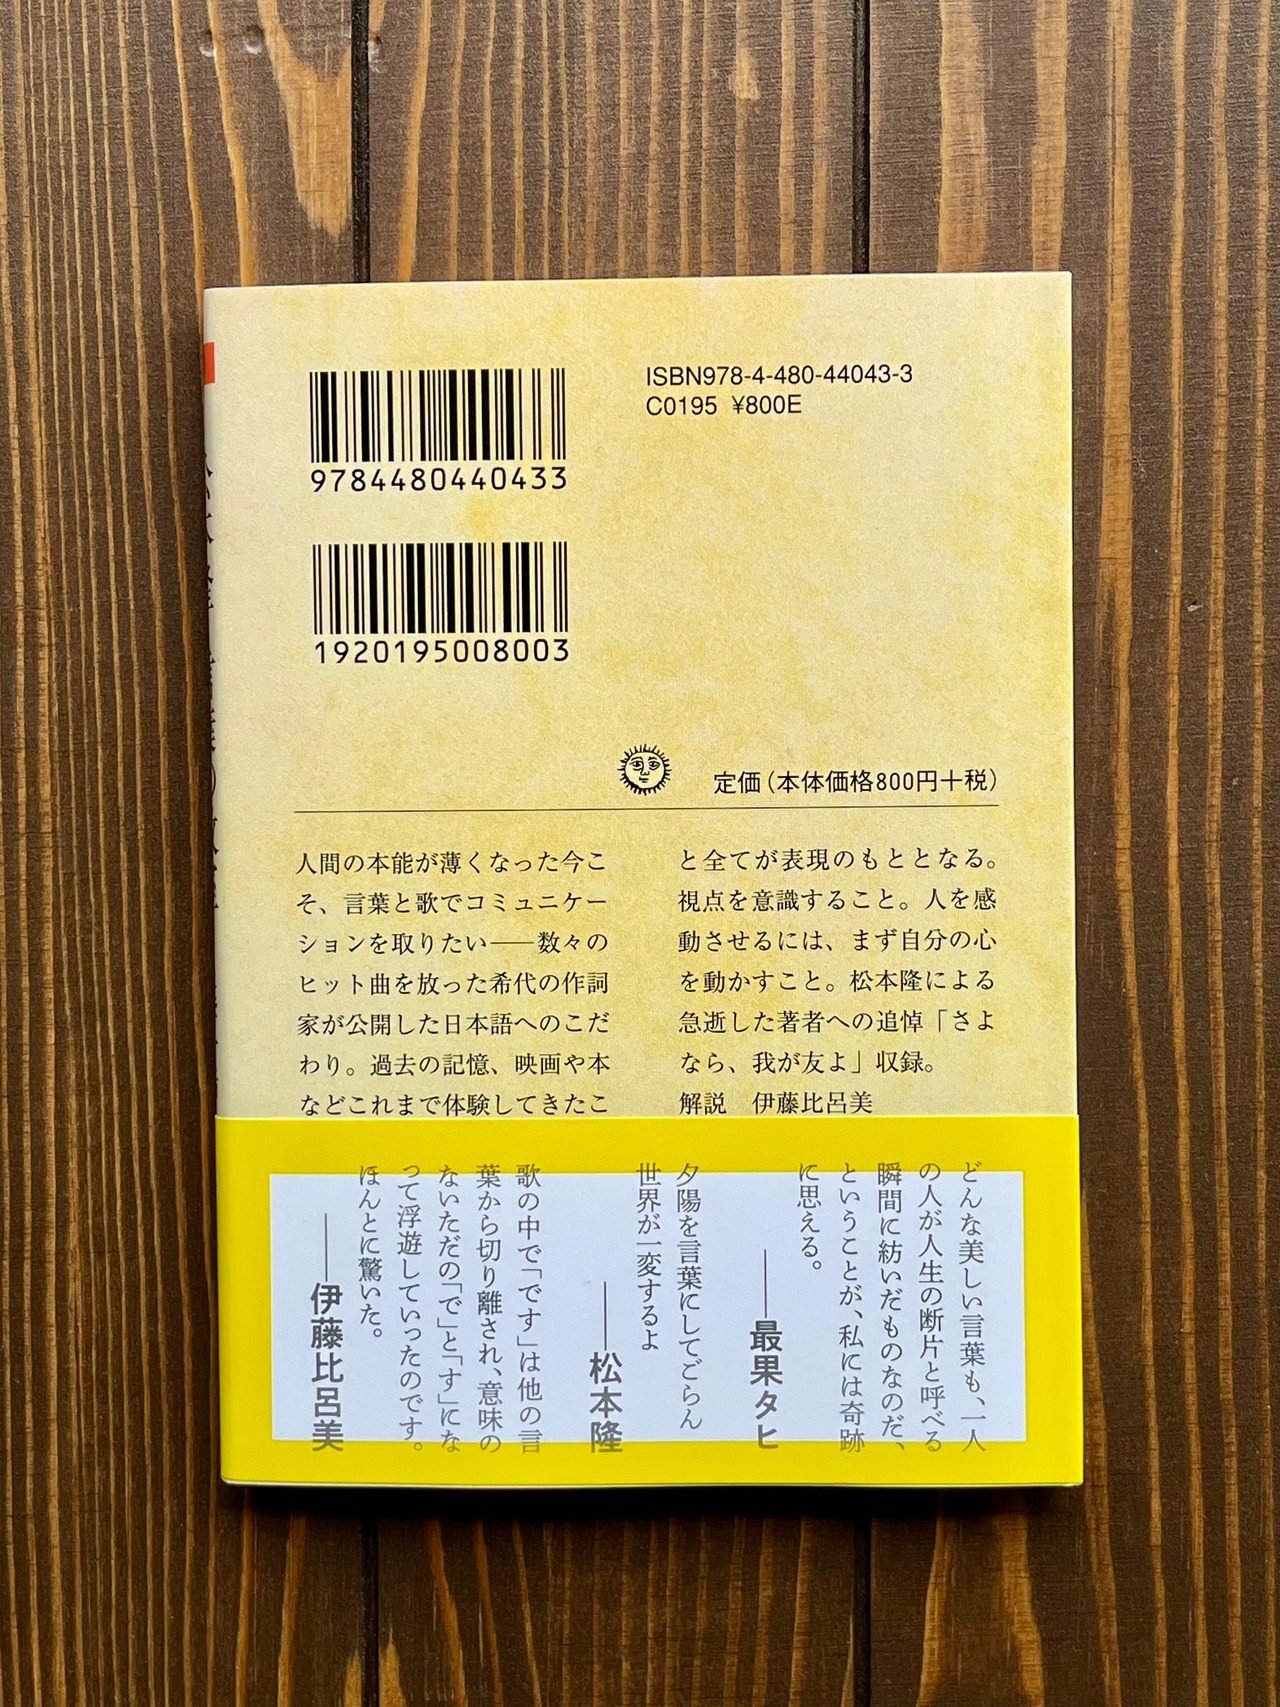 9784480440433
1920195008003
ISBN978-4-480-44043-3
C0195 ¥800E
定価（本体価格800円十税）
人間の本能が薄くなった今こ
そ、言葉と歌でコミュニケー
ションを取りたい――数々の
ヒット曲を放った希代の作詞
家が公開した日本語へのこだ
わり。過去の記憶、映画や本
などこれまで体験してきたこ
と全てが表現のもととなる。
視点を意識すること。人を感
動させるには、まず自分の心
を動かすこと。松本隆による
急逝した著者への追悼「さよ
なら、我が友よ」収録。
解説　伊藤比呂美
どんな美しい言葉も、一人
の人が人生の断片と呼べる
瞬間に紡いだものなのだ、
ということが、私には奇跡
に思える。
――最果タヒ
夕陽を言葉にしてごらん
世界が一変するよ
――松本隆
歌の中で「です」は他の言
葉から切り離され、意味の
ないただの「で」と「す」にな
って浮遊していったのです。
ほんとに驚いた。
――伊藤比呂美